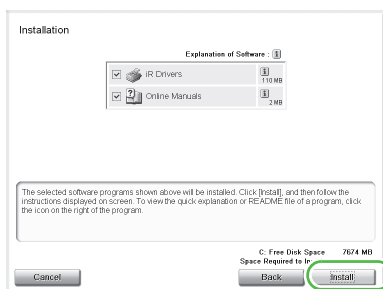 Installation
Explanation of Software :
iR Drivers
110 MB
Online Manuals
2 MB
The selected software programs shown above will be installed. Click [Install], and then follow the
instructions displayed on screen. To view the quick explanation or README file of a program, click
the icon on the right of the program.
C: Free Disk Space 7674 MB
Space Required to
Cancel
Back
Install